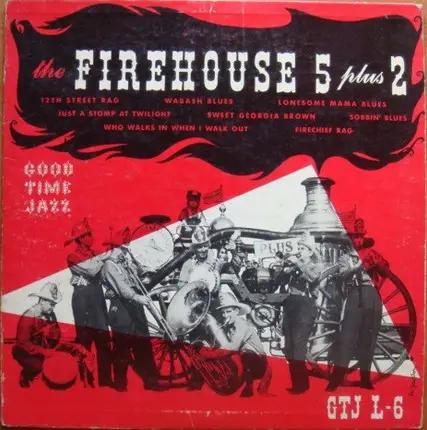 the FIREHOUSE 5 plus 2
12TH STREET RAG WABASH BLUES LONESOME MAMA BLUES
JUST A STOMP AT TWILIGHT SWEET GEORGIA BROWN SOBBIN' BLUES
WHO WALKS IN WHEN I WALK OUT FIRECHIEF RAG
GOOD
TIME
JAZZ
PLUS
GTJ L-6